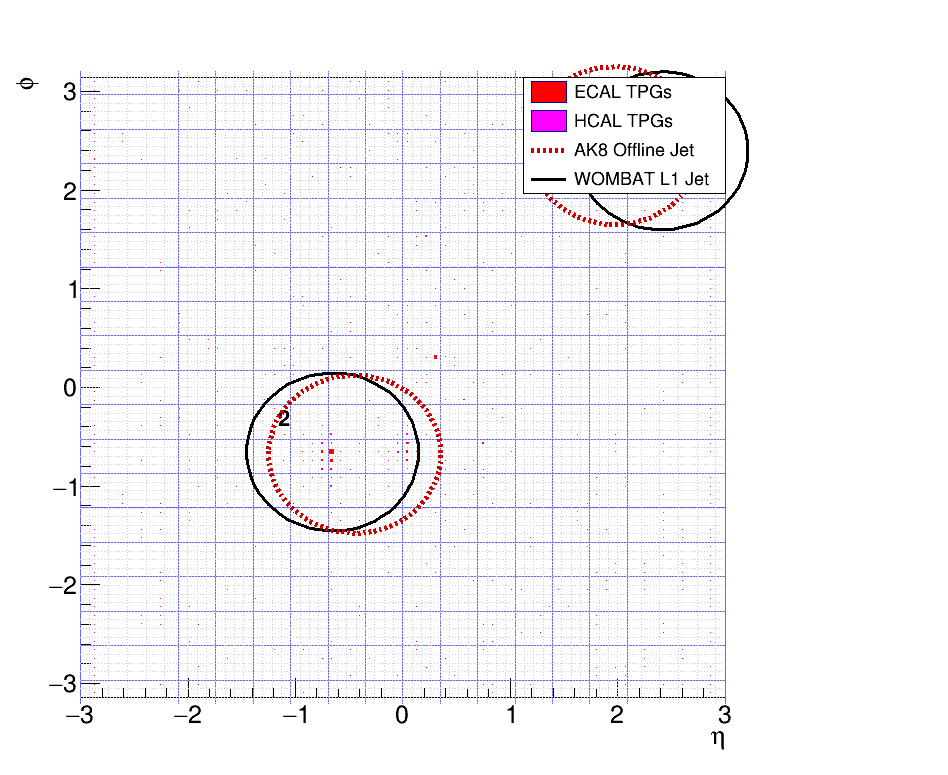 φ
3
2
1
0
−1
−2
−3
ECAL TPGs
HCAL TPGs
AK8 Offline Jet
WOMBAT L1 Jet
2
−3 −2 −1 0 1 2 3
η